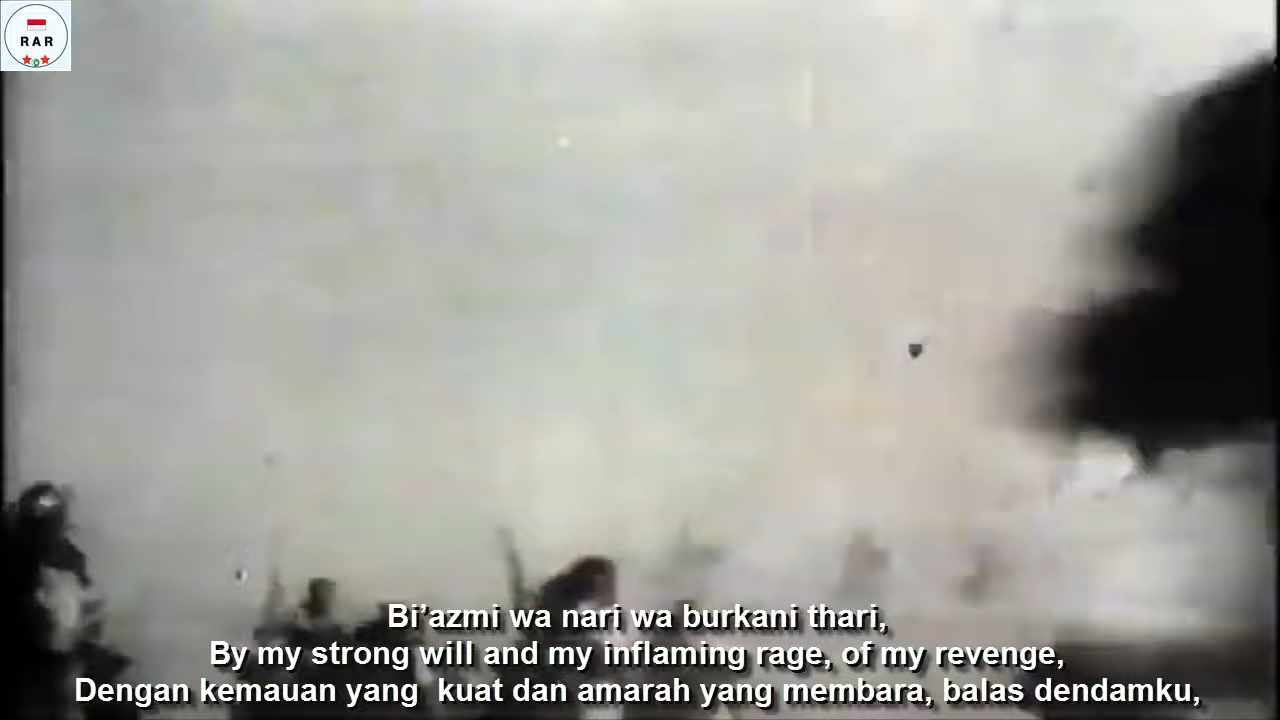 RAR
Bi’azmi wa nari wa burkani thari,
By my strong will and my inflaming rage, of my revenge,
Dengan kemauan yang kuat dan amarah yang membara, balas dendamku,